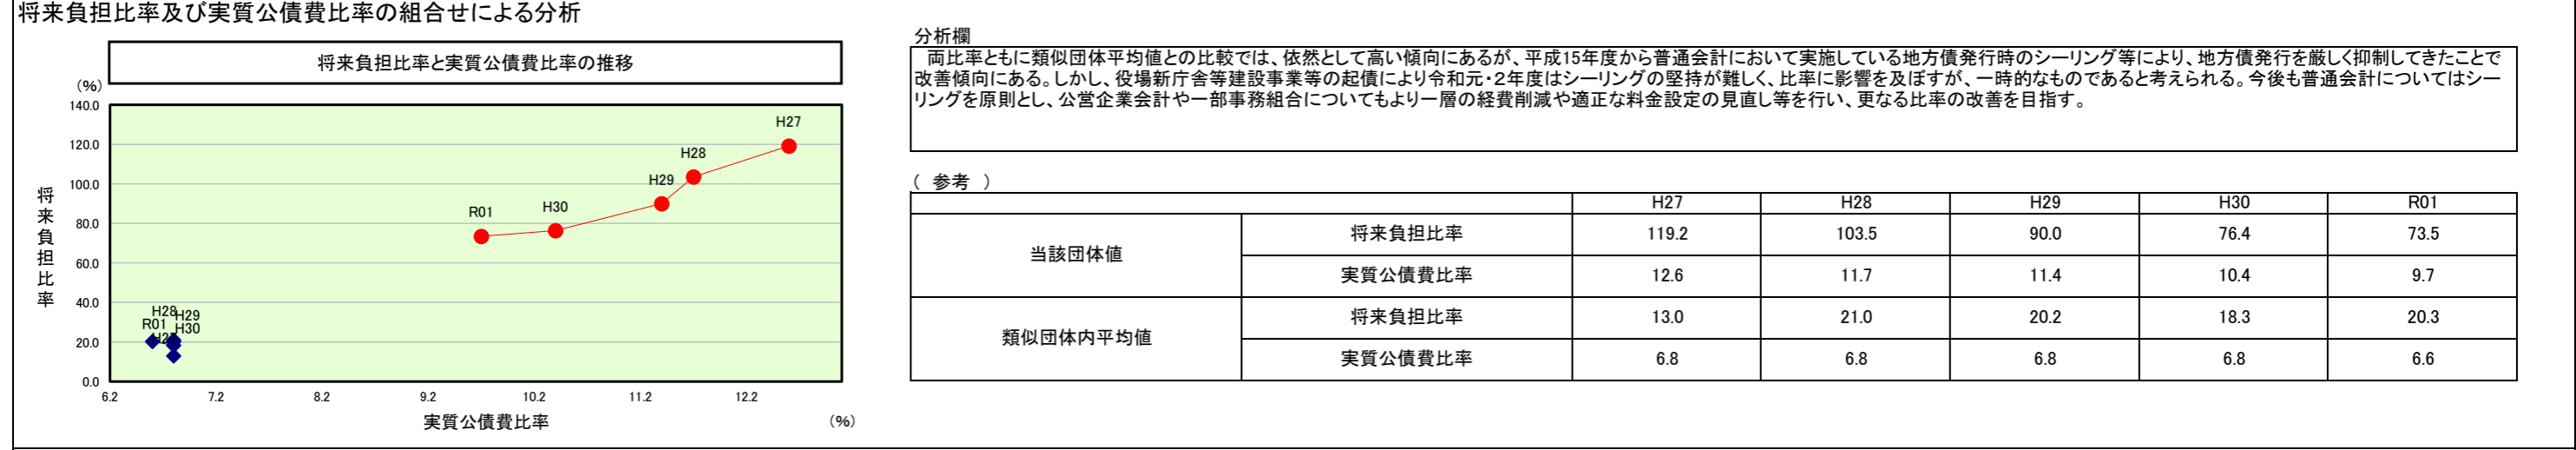 将来負担比率及び実質公債費比率の組合せによる分析
将来負担比率と実質公債費比率の推移
(%)
140.0
120.0
100.0
80.0
60.0
40.0
20.0
0.0
将来負担比率
H27
H28
H29
H30
R01
H28
H29
R01
H30
H27
6.2 7.2 8.2 9.2 10.2 11.2 12.2
実質公債費比率
(%)
分析欄
両比率ともに類似団体平均値との比較では、依然として高い傾向にあるが、平成15年度から普通会計において実施している地方債発行時のシーリング等により、地方債発行を厳しく抑制してきたことで
改善傾向にある。しかし、役場新庁舎等建設事業等の起債により令和元・2年度はシーリングの堅持が難しく、比率に影響を及ぼすが、一時的なものであると考えられる。今後も普通会計についてはシー
リングを原則とし、公営企業会計や一部事務組合についてもより一層の経費削減や適正な料金設定の見直し等を行い、更なる比率の改善を目指す。
( 参考 )
H27 H28 H29 H30 R01
当該団体値
将来負担比率 119.2 103.5 90.0 76.4 73.5
実質公債費比率 12.6 11.7 11.4 10.4 9.7
類似団体内平均値
将来負担比率 13.0 21.0 20.2 18.3 20.3
実質公債費比率 6.8 6.8 6.8 6.8 6.6